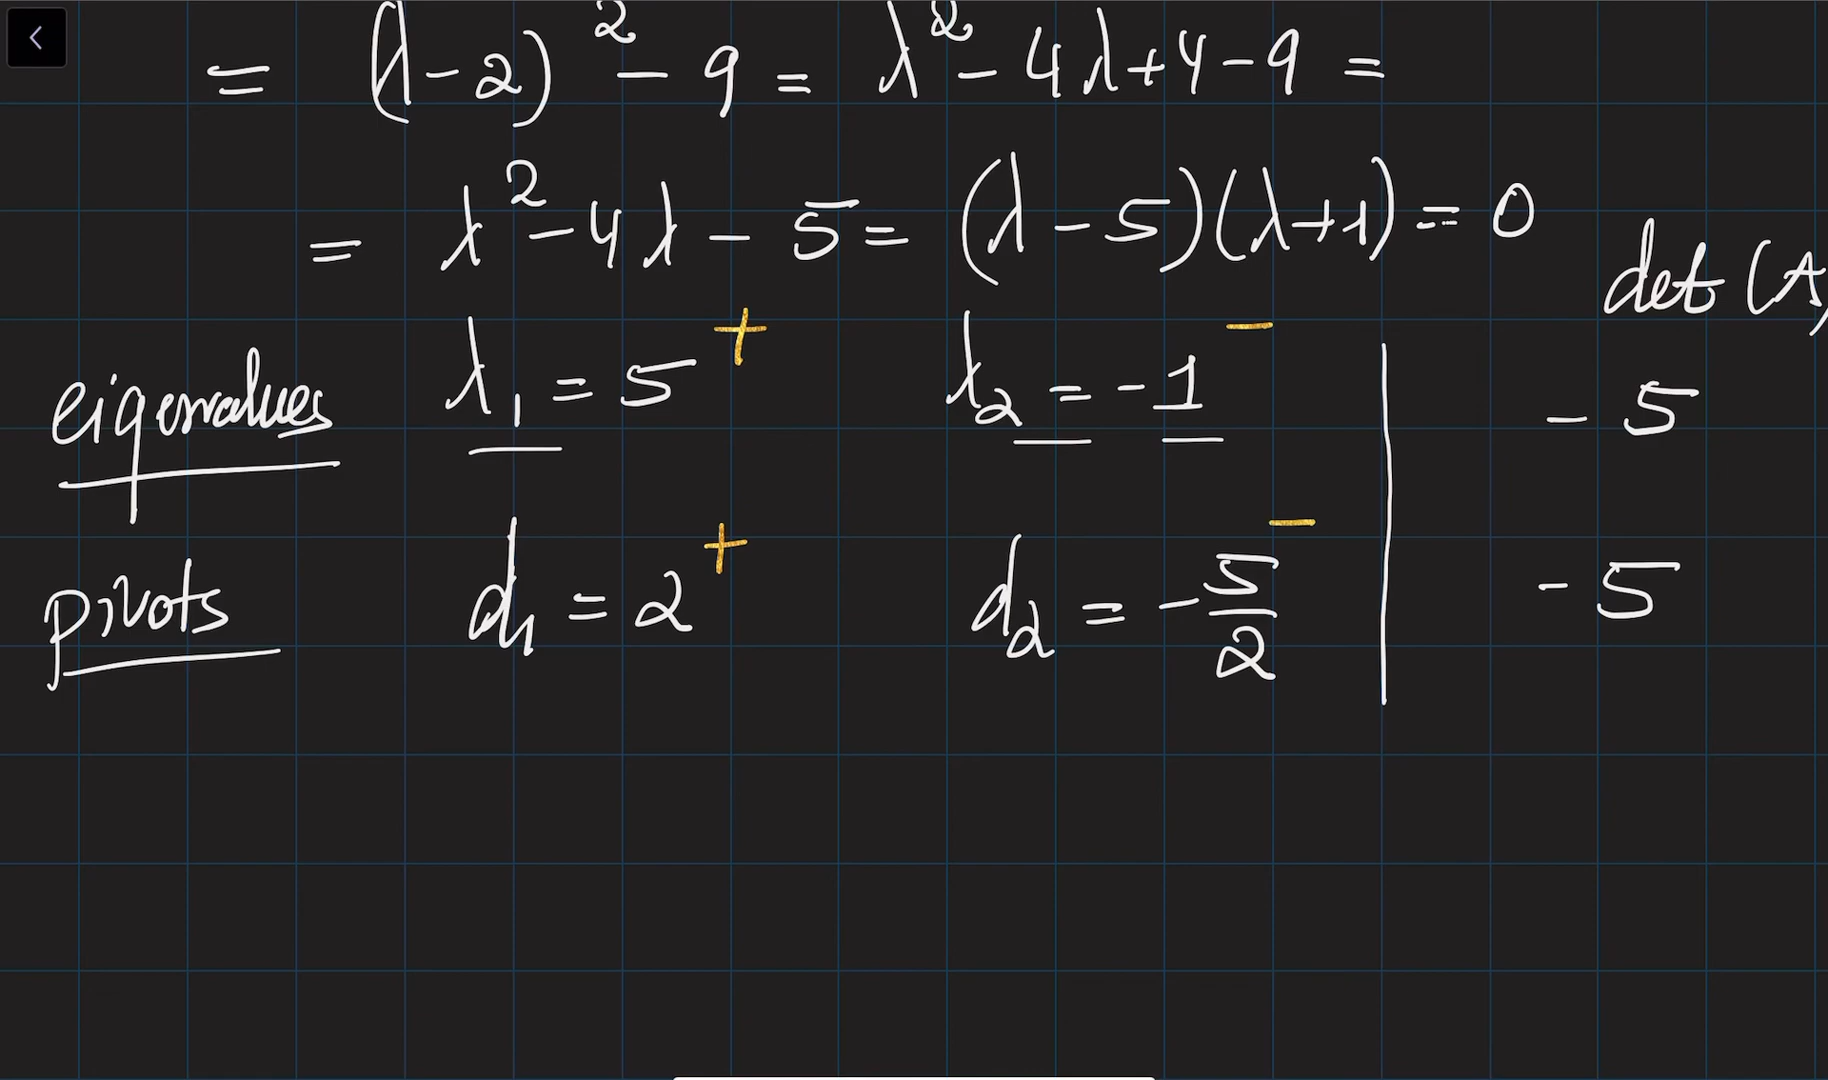 = (λ-2)² - 9 = λ² - 4λ + 4 - 9 =
= λ² - 4λ - 5 = (λ - 5)(λ + 1) = 0
det (A)
eigenvalues λ₁ = 5 + λ₂ = -1 - | - 5
pivots d₁ = 2 + d₂ = -5/2 - | - 5